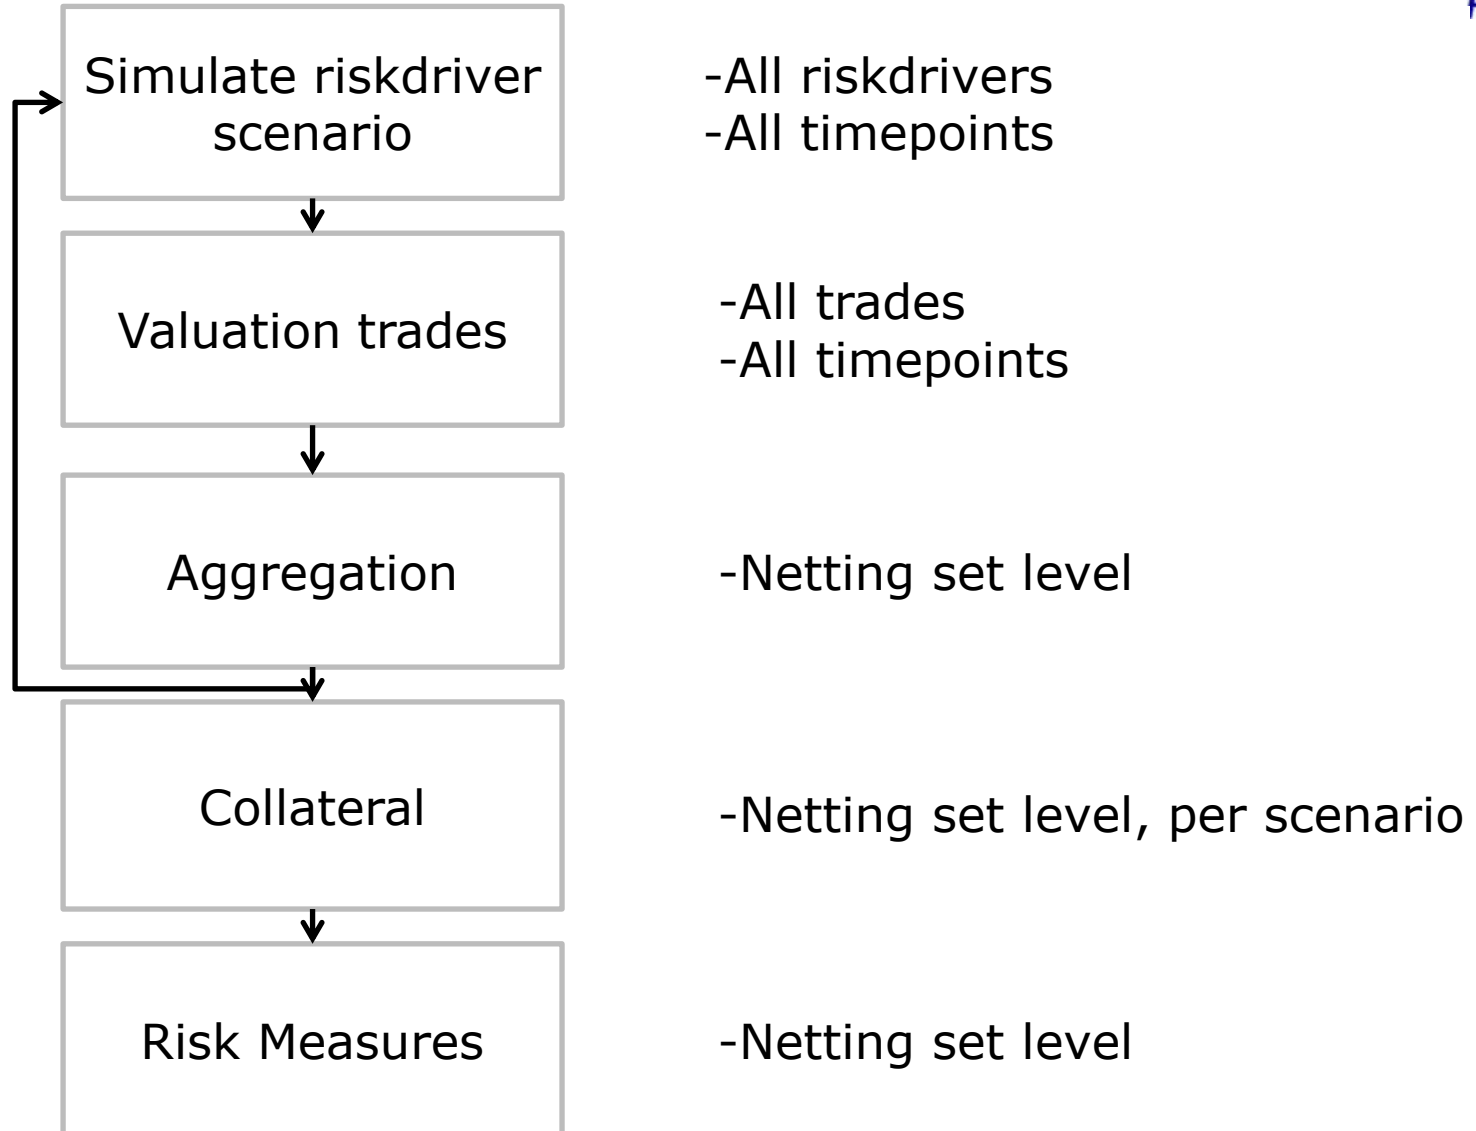 Simulate riskdriver
scenario
-All riskdrivers
-All timepoints
Valuation trades
-All trades
-All timepoints
Aggregation
-Netting set level
Collateral
-Netting set level, per scenario
Risk Measures
-Netting set level